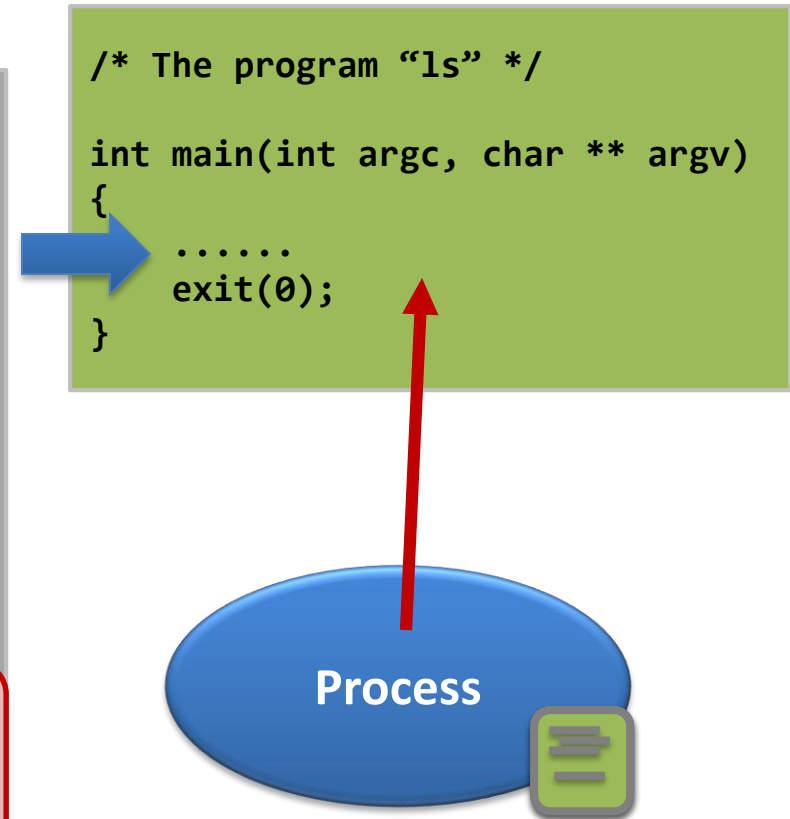 /* The program “ls” */
int main(int argc, char ** argv)
{
......
exit(0);
}
Process